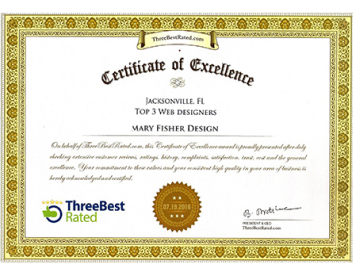 ThreeBestRated.com
Certificate of Excellence
Jacksonville, FL
Top 3 Web designers
MARY FISHER DESIGN
On behalf of ThreeBestRated.com, this Certificate of Excellence award is proudly presented after duly
checking extensive customer reviews, ratings, history, complaints, satisfaction, trust, cost and the general
excellence. Your commitment to their values and your consistent high quality in your area of business is
hereby acknowledged and certified.
ThreeBest
Rated
07.19.2018
PRESIDENT & CEO
ThreeBestRated.com